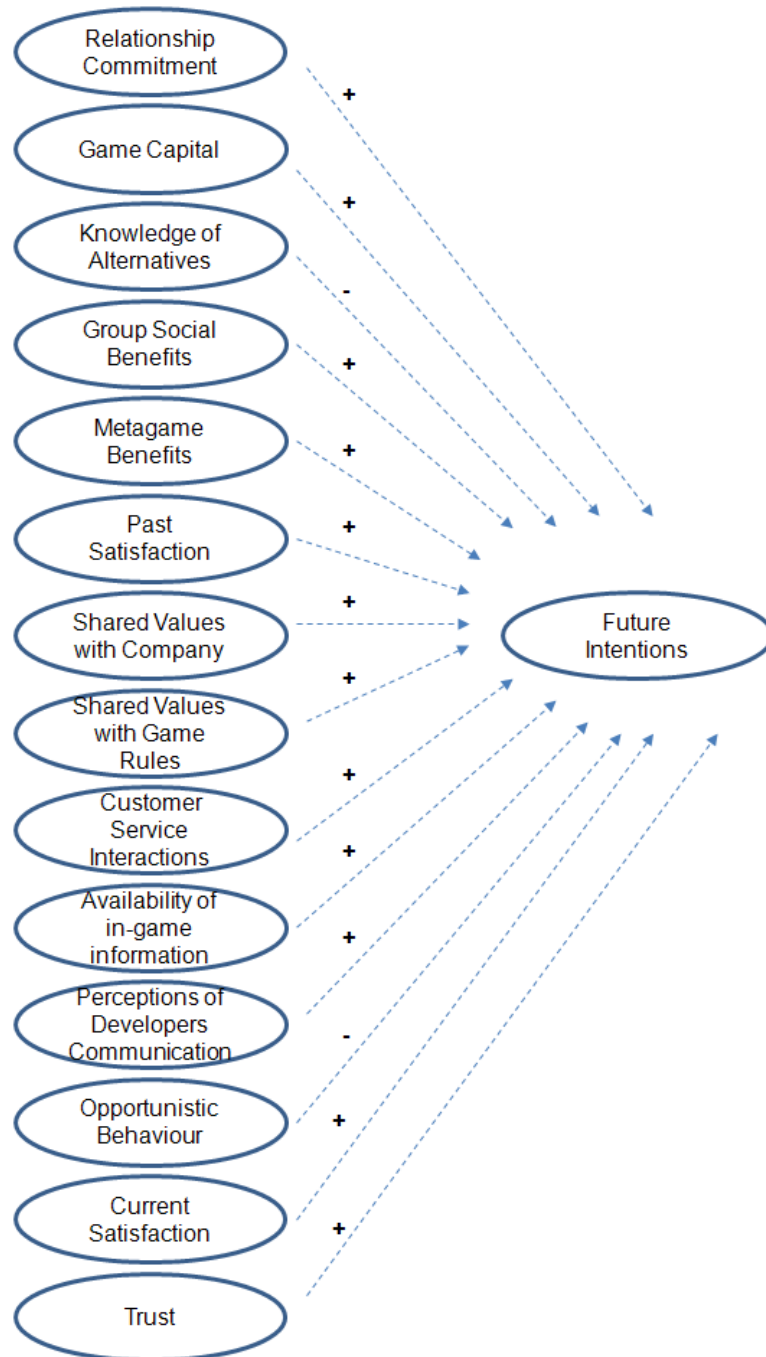 Relationship
Commitment
+
Game Capital
+
Knowledge of
Alternatives
-
Group Social
Benefits
+
Metagame
Benefits
+
Past
Satisfaction
+
Shared Values
with Company
+
Future
Intentions
Shared Values
with Game
Rules
+
Customer
Service
Interactions
+
Availability of
in-game
information
+
Perceptions of
Developers
Communication
+
Opportunistic
Behaviour
-
Current
Satisfaction
+
Trust
+